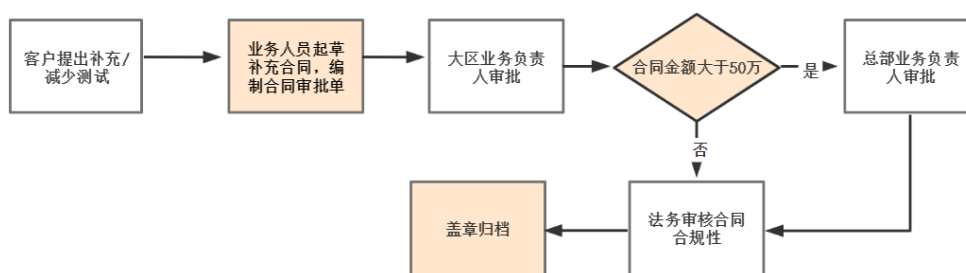 客户提出补充/
减少测试
业务人员起草
补充合同，编
制合同审批单
大区业务负责
人审批
合同金额大于50万
是
总部业务负责
人审批
否
法务审核合同
合规性
盖章归档